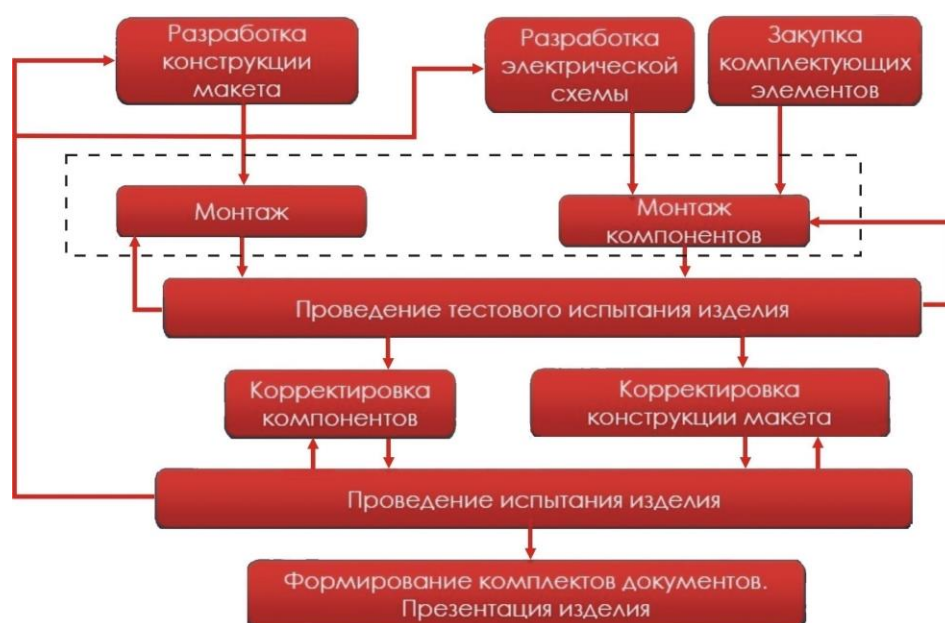 Разработка
конструкции
макета
Разработка
электрической
схемы
Закупка
комплектующих
элементов
Монтаж
Монтаж
компонентов
Проведение тестового испытания изделия
Корректировка
компонентов
Корректировка
конструкции макета
Проведение испытания изделия
Формирование комплектов документов.
Презентация изделия